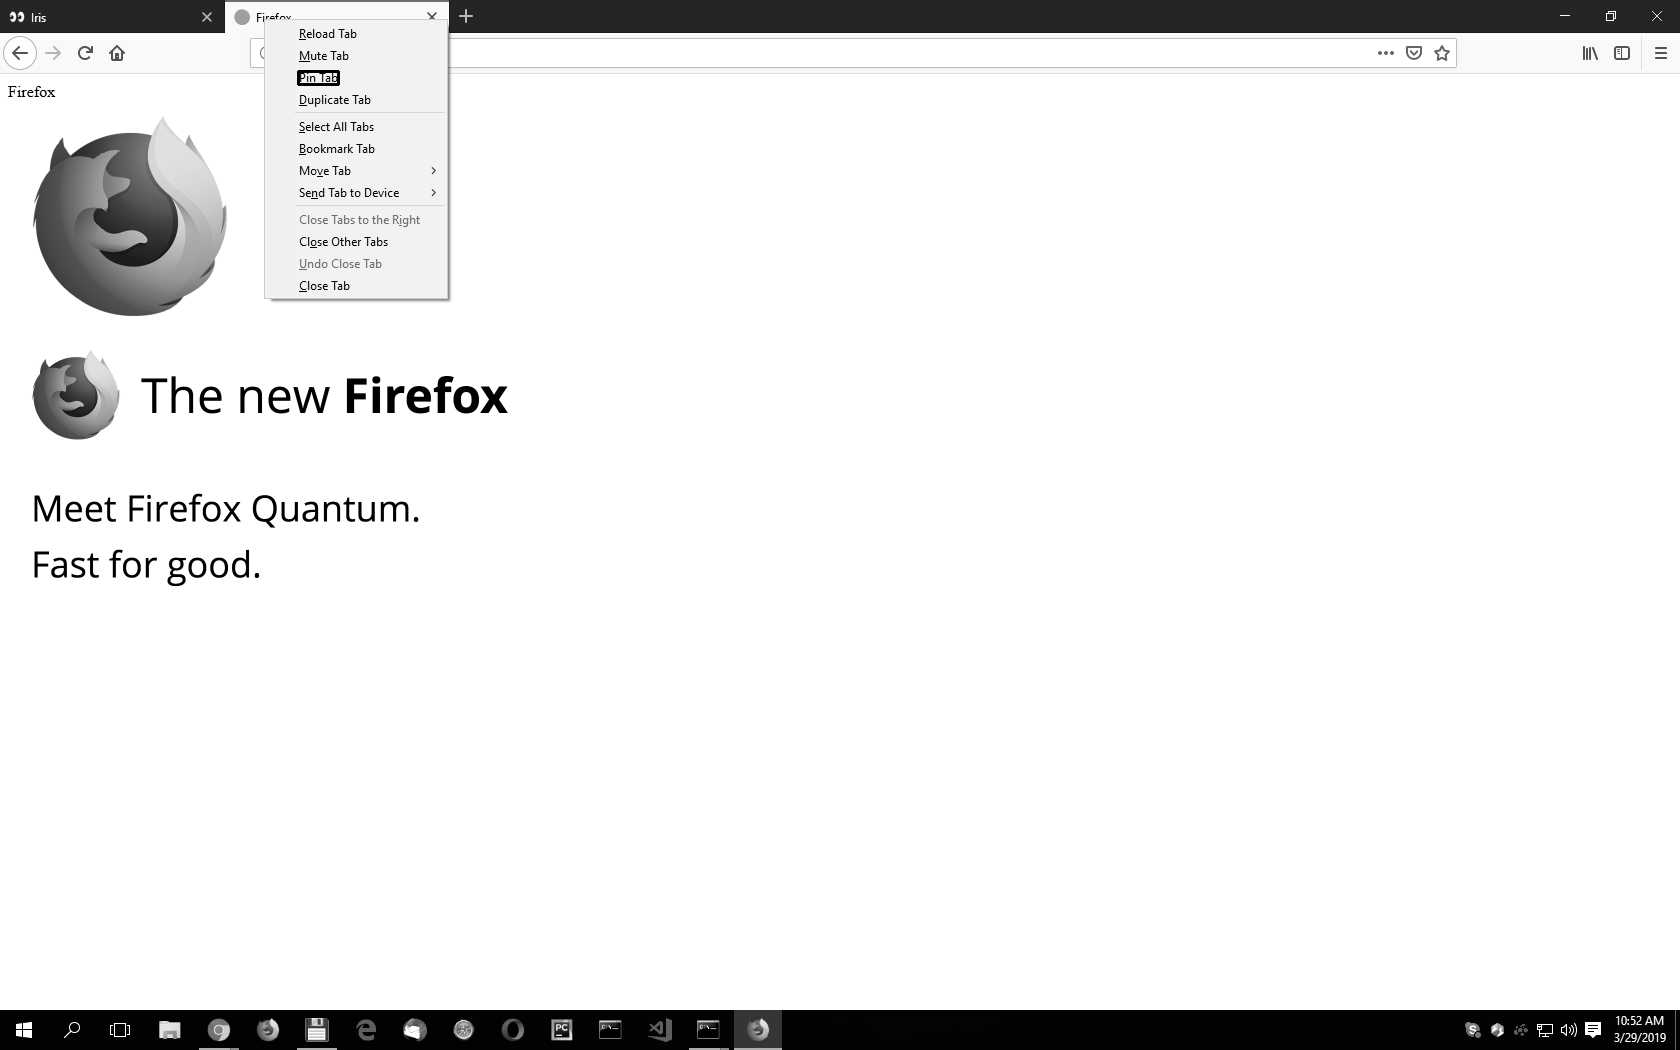 Iris
Firefox
Reload Tab
Mute Tab
Pin Tab
Duplicate Tab
Select All Tabs
Bookmark Tab
Move Tab
Send Tab to Device
Close Tabs to the Right
Close Other Tabs
Undo Close Tab
Close Tab
Firefox
The new Firefox
Meet Firefox Quantum.
Fast for good.
PC
10:52 AM
3/29/2019